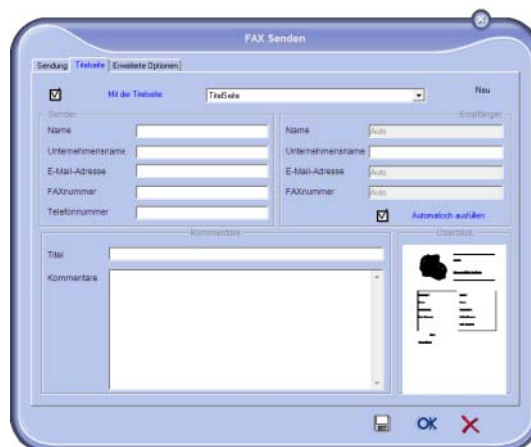 FAX Senden
Sendung Titelseite Erweiterte Optionen
Mit der Titelseite TitelSeite Neu
Sender
Name
Unternehmensname
E-Mail-Adresse
FAXnummer
Telefonnummer
Empfänger
Name Auto
Unternehmensname
E-Mail-Adresse Auto
FAXnummer Auto
Automatisch ausfüllen
Kommentare
Titel
Kommentare
Überblick
OK